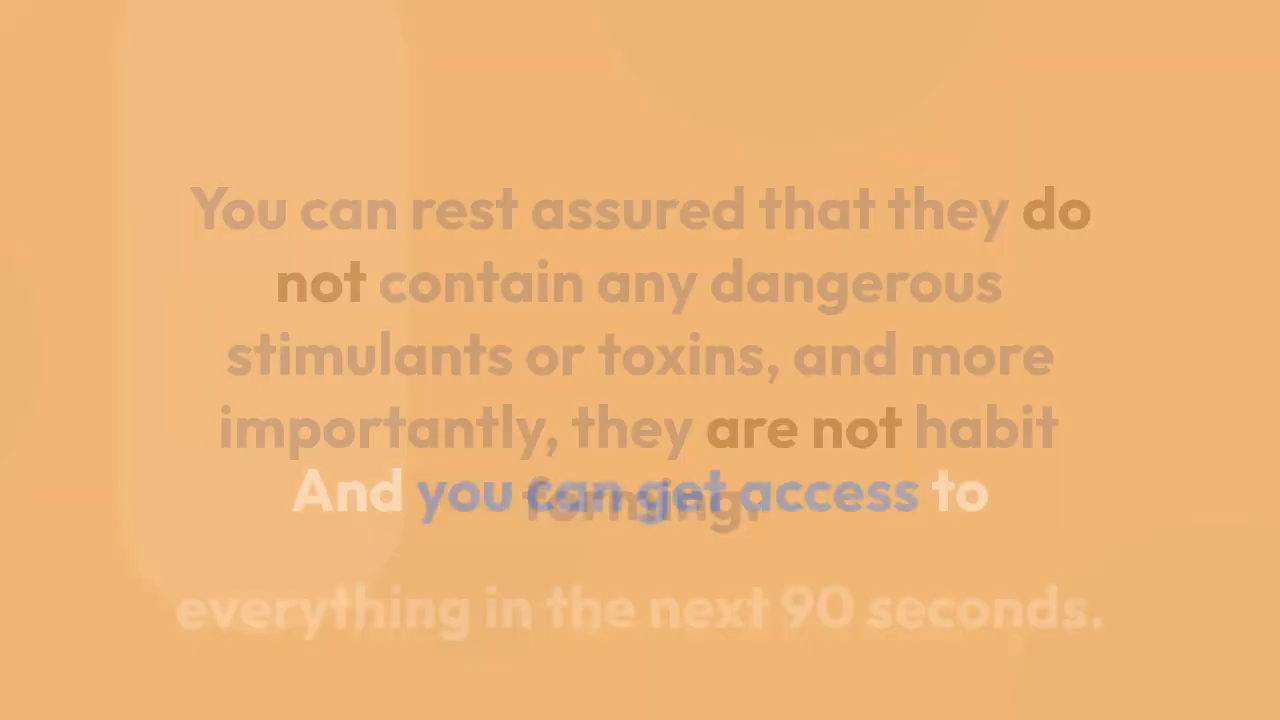 You can rest assured that they do
not contain any dangerous
stimulants or toxins, and more
importantly, they are not habit
forming.
And you can get access to
everything in the next 90 seconds.